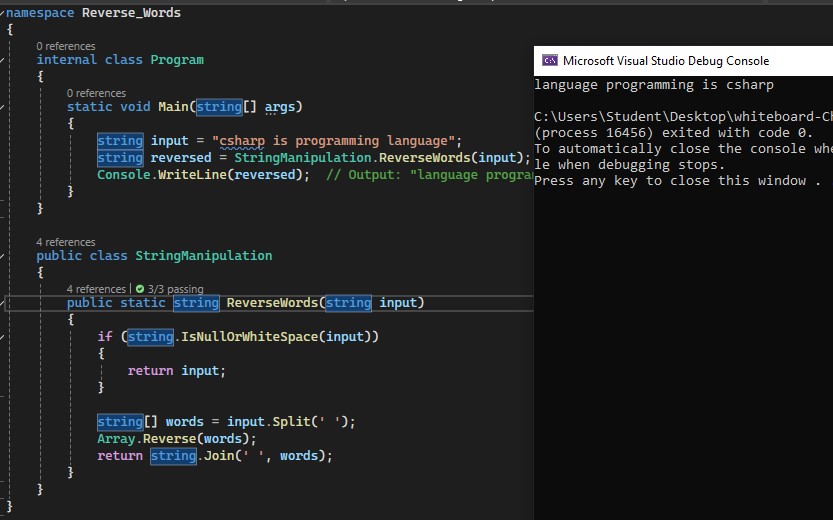 namespace Reverse_Words
{
0 references
internal class Program
{
0 references
static void Main(string[] args)
{
string input = "csharp is programming language";
string reversed = StringManipulation.ReverseWords(input);
Console.WriteLine(reversed);  // Output: "language progra
}
}
4 references
public class StringManipulation
{
4 references | 3/3 passing
public static string ReverseWords(string input)
{
if (string.IsNullOrWhiteSpace(input))
{
return input;
}
string[] words = input.Split(' ');
Array.Reverse(words);
return string.Join(' ', words);
}
}
}
C:\ Microsoft Visual Studio Debug Console
language programming is csharp
C:\Users\Student\Desktop\whiteboard-Ch
(process 16456) exited with code 0.
To automatically close the console whe
le when debugging stops.
Press any key to close this window .